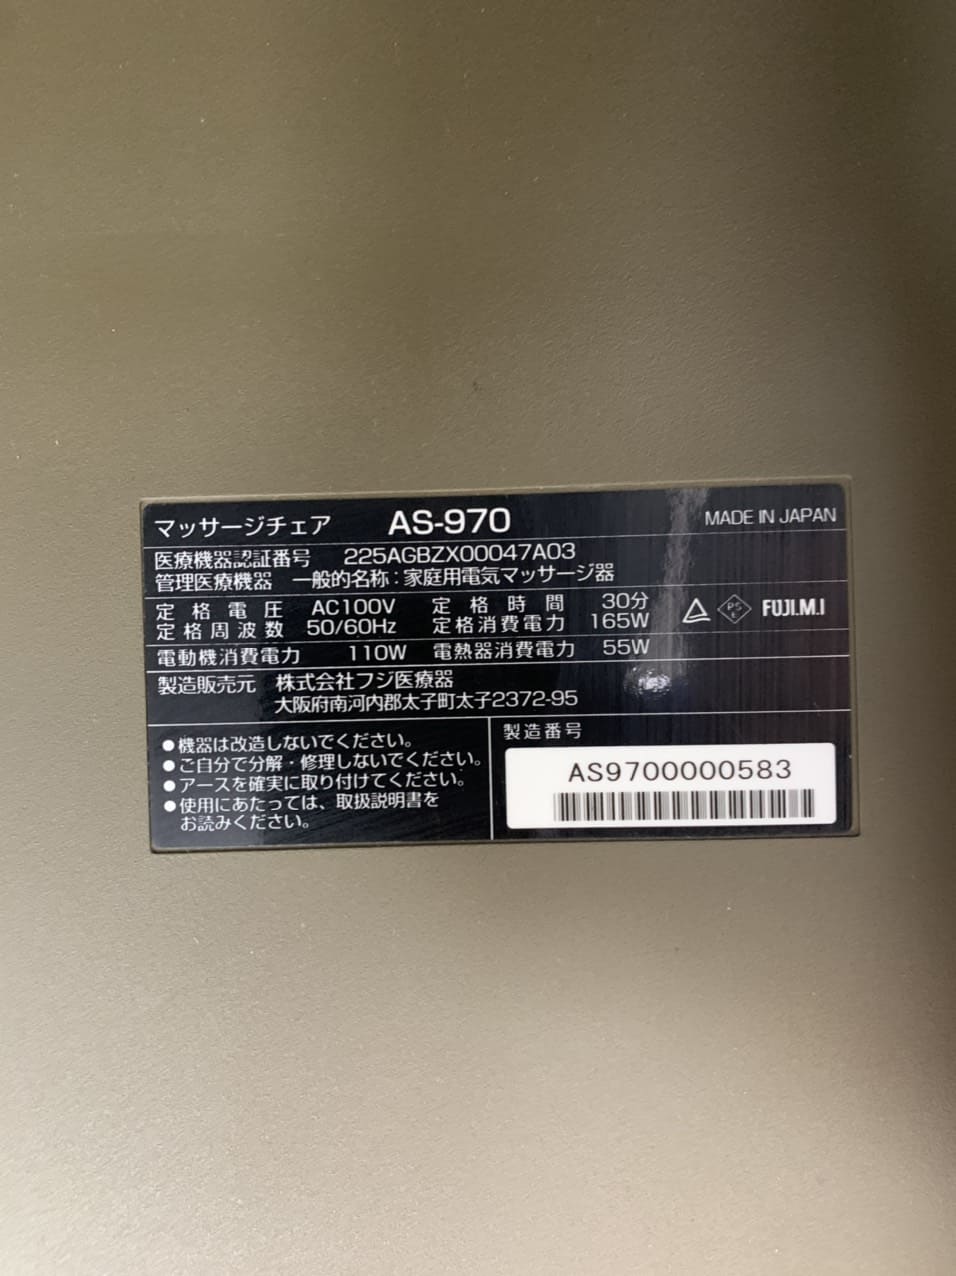 マッサージチェア AS-970 MADE IN JAPAN
医療機器認証番号 225AGBZX00047A03
管理医療機器 一般的名称：家庭用電気マッサージ器
定格電圧 AC100V 定格時間 30分
定格周波数 50/60Hz 定格消費電力 165W
PS E FUJI.M.I
電動機消費電力 110W 電熱器消費電力 55W
製造販売元 株式会社フジ医療器
大阪府南河内郡太子町太子2372-95
●機器は改造しないでください。
●ご自分で分解・修理しないでください。
●アースを確実に取り付けてください。
●使用にあたっては、取扱説明書を
お読みください。
製造番号
AS9700000583